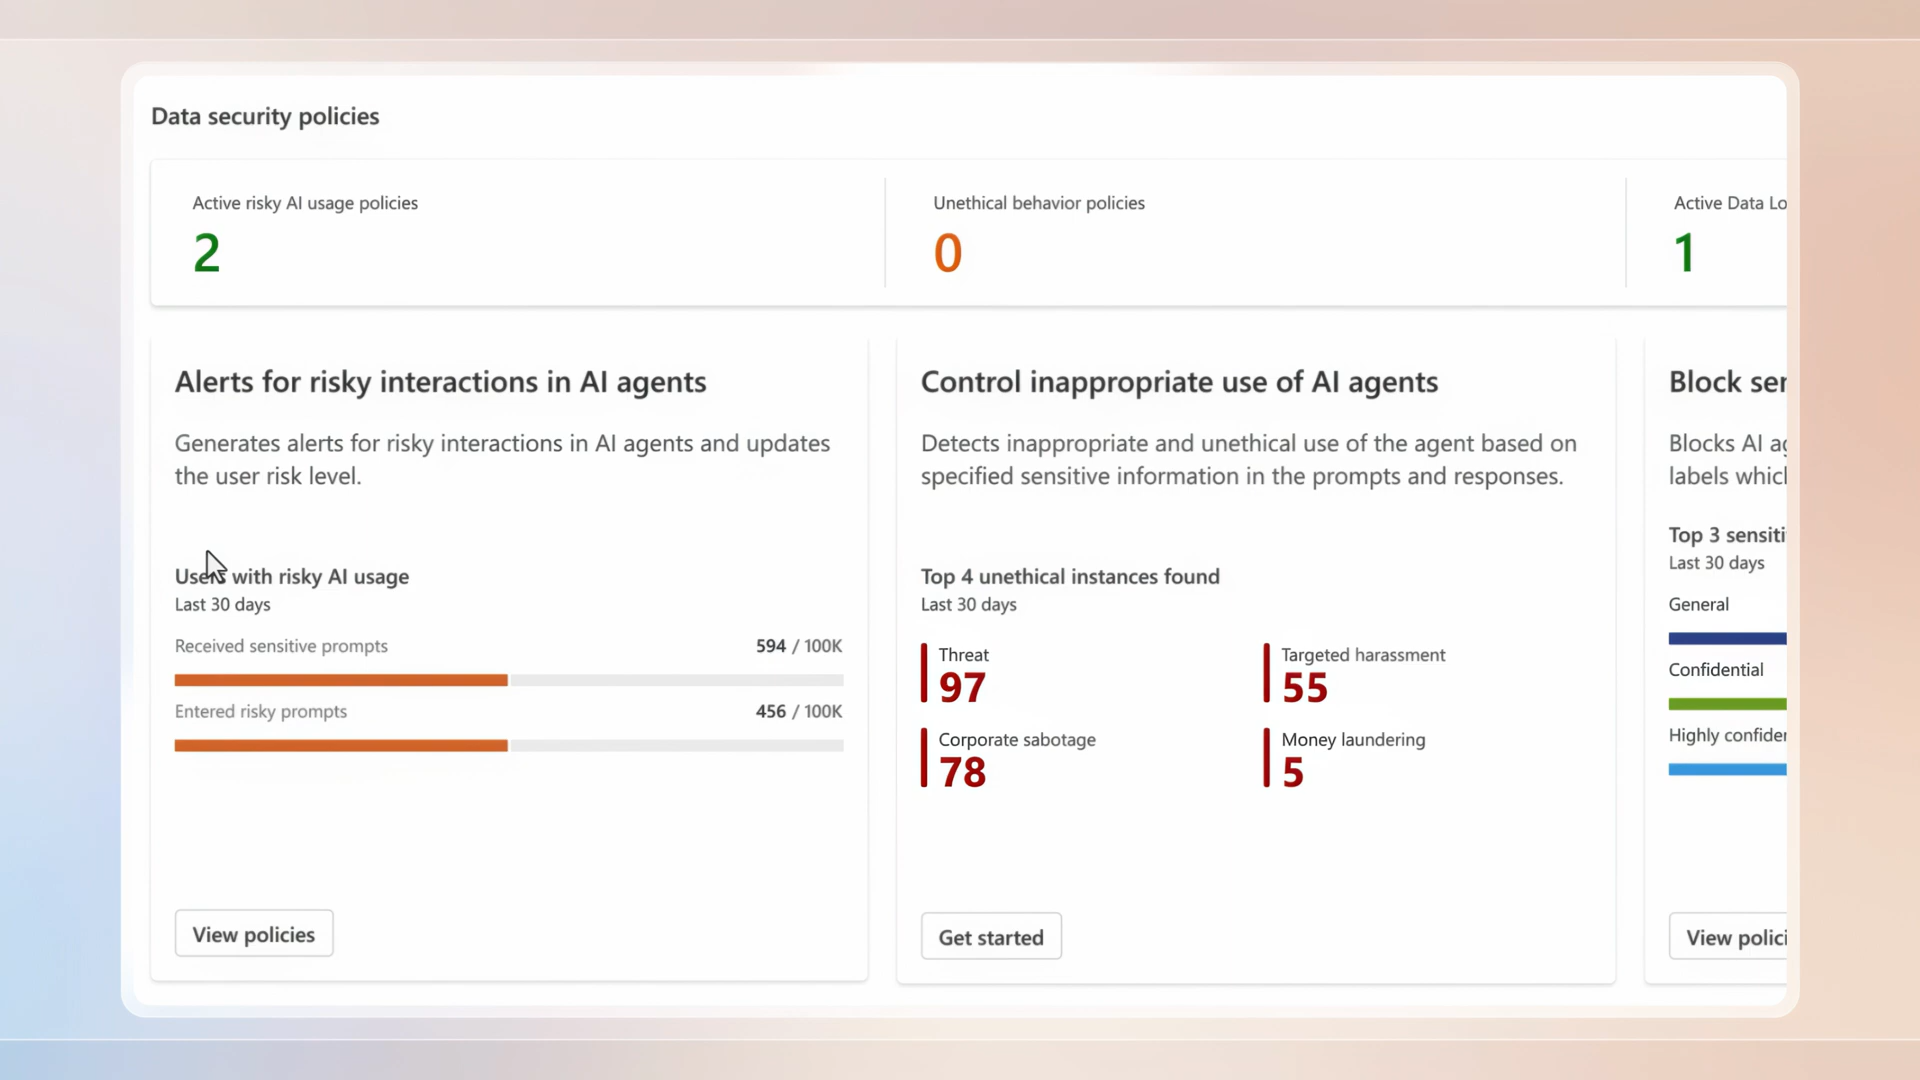 Data security policies
Active risky AI usage policies
2
Unethical behavior policies
0
Active Data Lo
1
Alerts for risky interactions in AI agents
Generates alerts for risky interactions in AI agents and updates
the user risk level.
Users with risky AI usage
Last 30 days
Received sensitive prompts
594 / 100K
Entered risky prompts
456 / 100K
View policies
Control inappropriate use of AI agents
Detects inappropriate and unethical use of the agent based on
specified sensitive information in the prompts and responses.
Top 4 unethical instances found
Last 30 days
Threat
97
Targeted harassment
55
Corporate sabotage
78
Money laundering
5
Get started
Block ser
Blocks AI ag
labels which
Top 3 sensiti
Last 30 days
General
Confidential
Highly confider
View polici